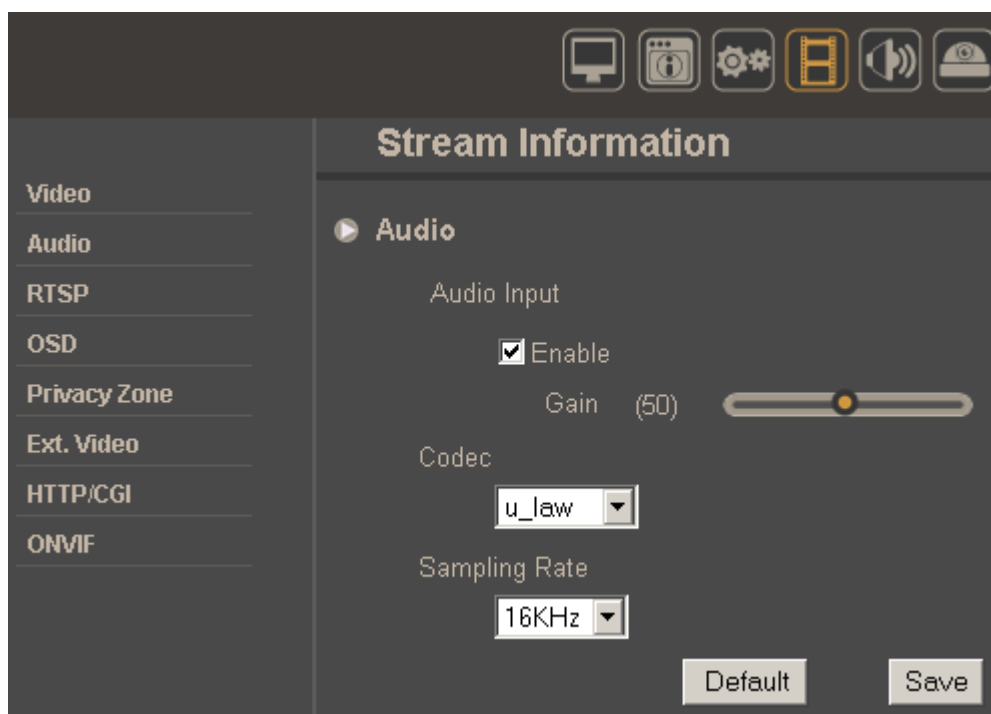 Stream Information
Video
Audio
RTSP
OSD
Privacy Zone
Ext. Video
HTTP/CGI
ONVIF
Audio
Audio Input
Enable
Gain (50)
Codec
u_law
Sampling Rate
16KHz
Default Save